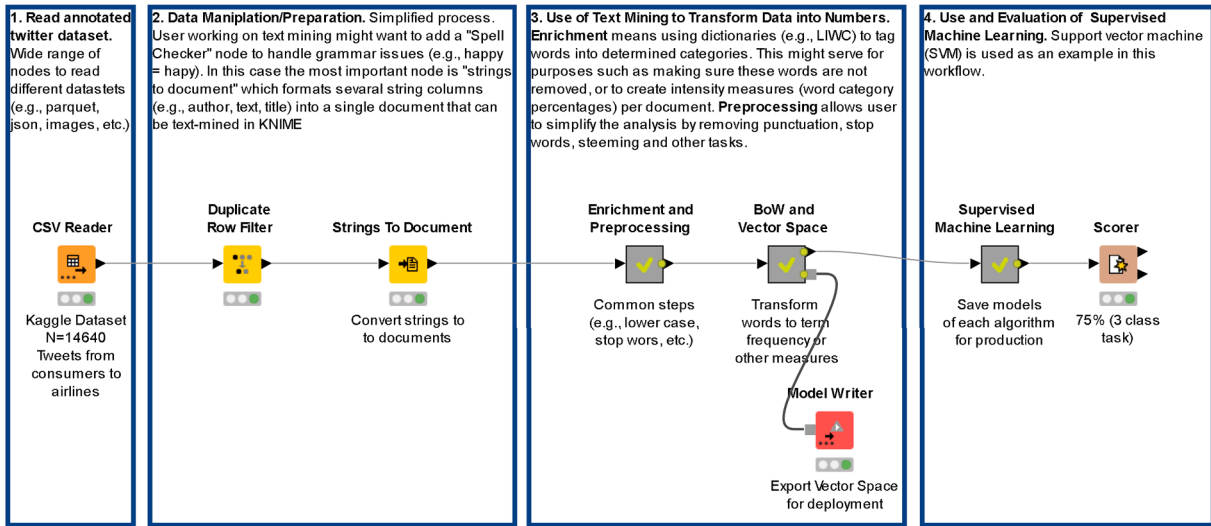 1. Read annotated
twitter dataset.
Wide range of
nodes to read
different datastets
(e.g., parquet,
json, images, etc.)
2. Data Maniplation/Preparation. Simplified process.
User working on text mining might want to add a "Spell
Checker" node to handle grammar issues (e.g., happy
= hapy). In this case the most important node is "strings
to document" which formats sevaral string columns
(e.g., author, text, title) into a single document that can
be text-mined in KNIME
3. Use of Text Mining to Transform Data into Numbers.
Enrichment means using dictionaries (e.g., LIWC) to tag
words into determined categories. This might serve for
purposes such as making sure these words are not
removed, or to create intensity measures (word category
percentages) per document. Preprocessing allows user
to simplify the analysis by removing punctuation, stop
words, steeming and other tasks.
4. Use and Evaluation of Supervised
Machine Learning. Support vector machine
(SVM) is used as an example in this
workflow.
CSV Reader
Kaggle Dataset
N=14640
Tweets from
consumers to
airlines
Duplicate
Row Filter
Strings To Document
Convert strings to
to documents
Enrichment and
Preprocessing
Common steps
(e.g., lower case,
stop wors, etc.)
BoW and
Vector Space
Transform
words to term
frequency or
other measures
Model Writer
Export Vector Space
for deployment
Supervised
Machine Learning
Save models
of each algorithm
for production
Scorer
75% (3 class
task)